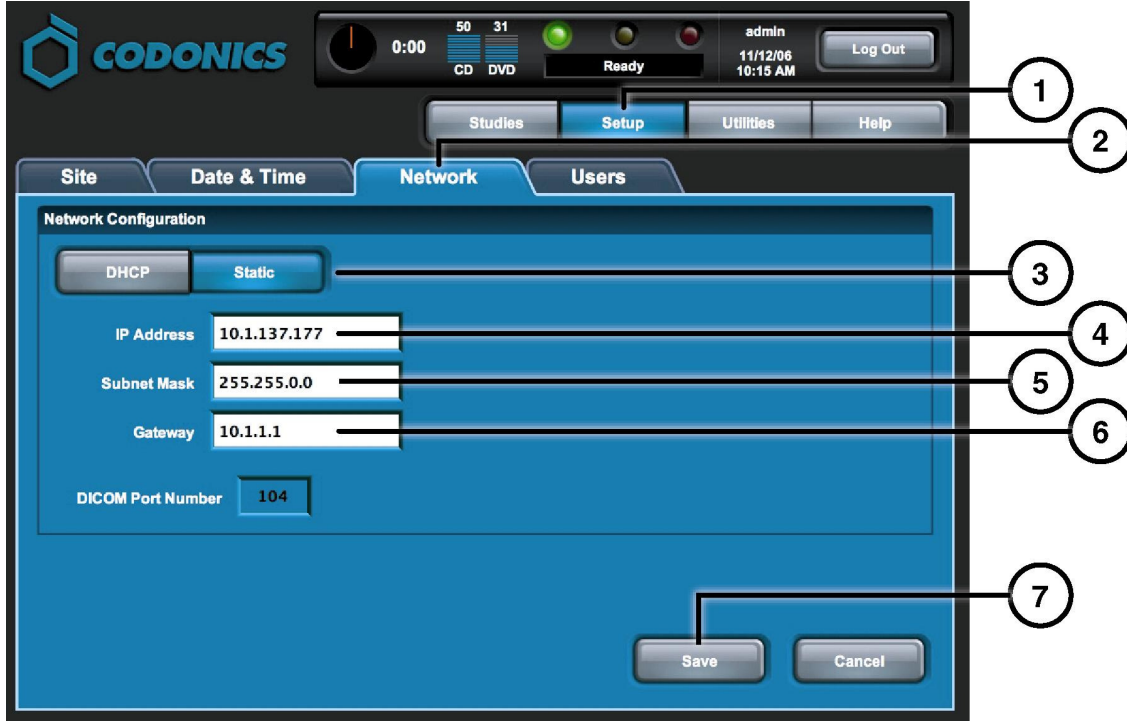 CODONICS
0:00
50 31
CD DVD
Ready
admin
11/12/06
10:15 AM
Log Out
Studies Setup Utilities Help
1
2
Site Date & Time Network Users
Network Configuration
DHCP Static
3
IP Address 10.1.137.177
4
Subnet Mask 255.255.0.0
5
Gateway 10.1.1.1
6
DICOM Port Number 104
7
Save Cancel